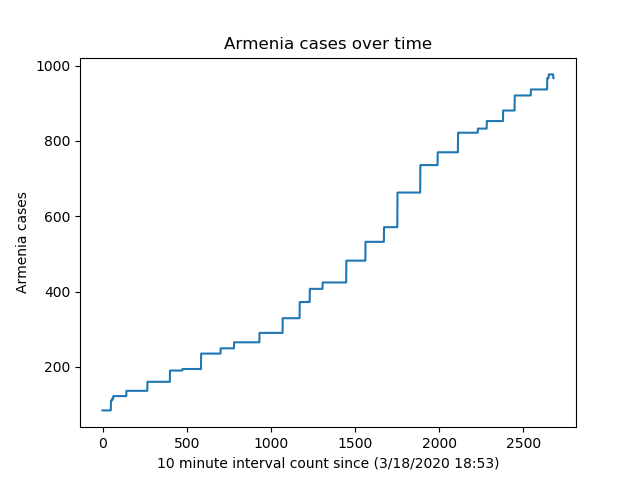 Armenia cases over time
Armenia cases
1000
800
600
400
200
0 500 1000 1500 2000 2500
10 minute interval count since (3/18/2020 18:53)